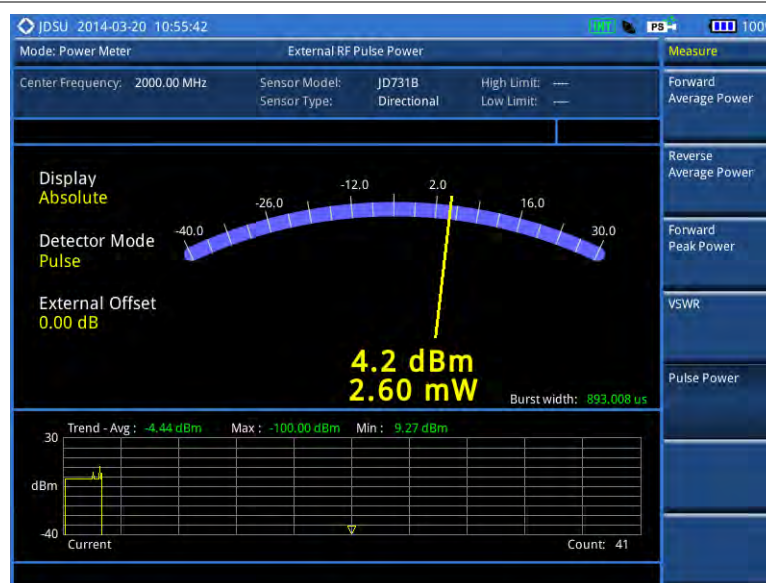 JDSU 2014-03-20 10:55:42 HKT PS 100%
Mode: Power Meter External RF Pulse Power Measure
Center Frequency: 2000.00 MHz Sensor Model: JD731B High Limit: ----
Sensor Type: Directional Low Limit: ----
Forward
Average Power
Reverse
Average Power
Forward
Peak Power
VSWR
Pulse Power
Display
Absolute
Detector Mode
Pulse
External Offset
0.00 dB
-40.0 -26.0 -12.0 2.0 16.0 30.0
4.2 dBm
2.60 mW
Burst width: 893.008 us
Trend - Avg : -4.44 dBm Max : -100.00 dBm Min : 9.27 dBm
30
dBm
-40
Current Count: 41